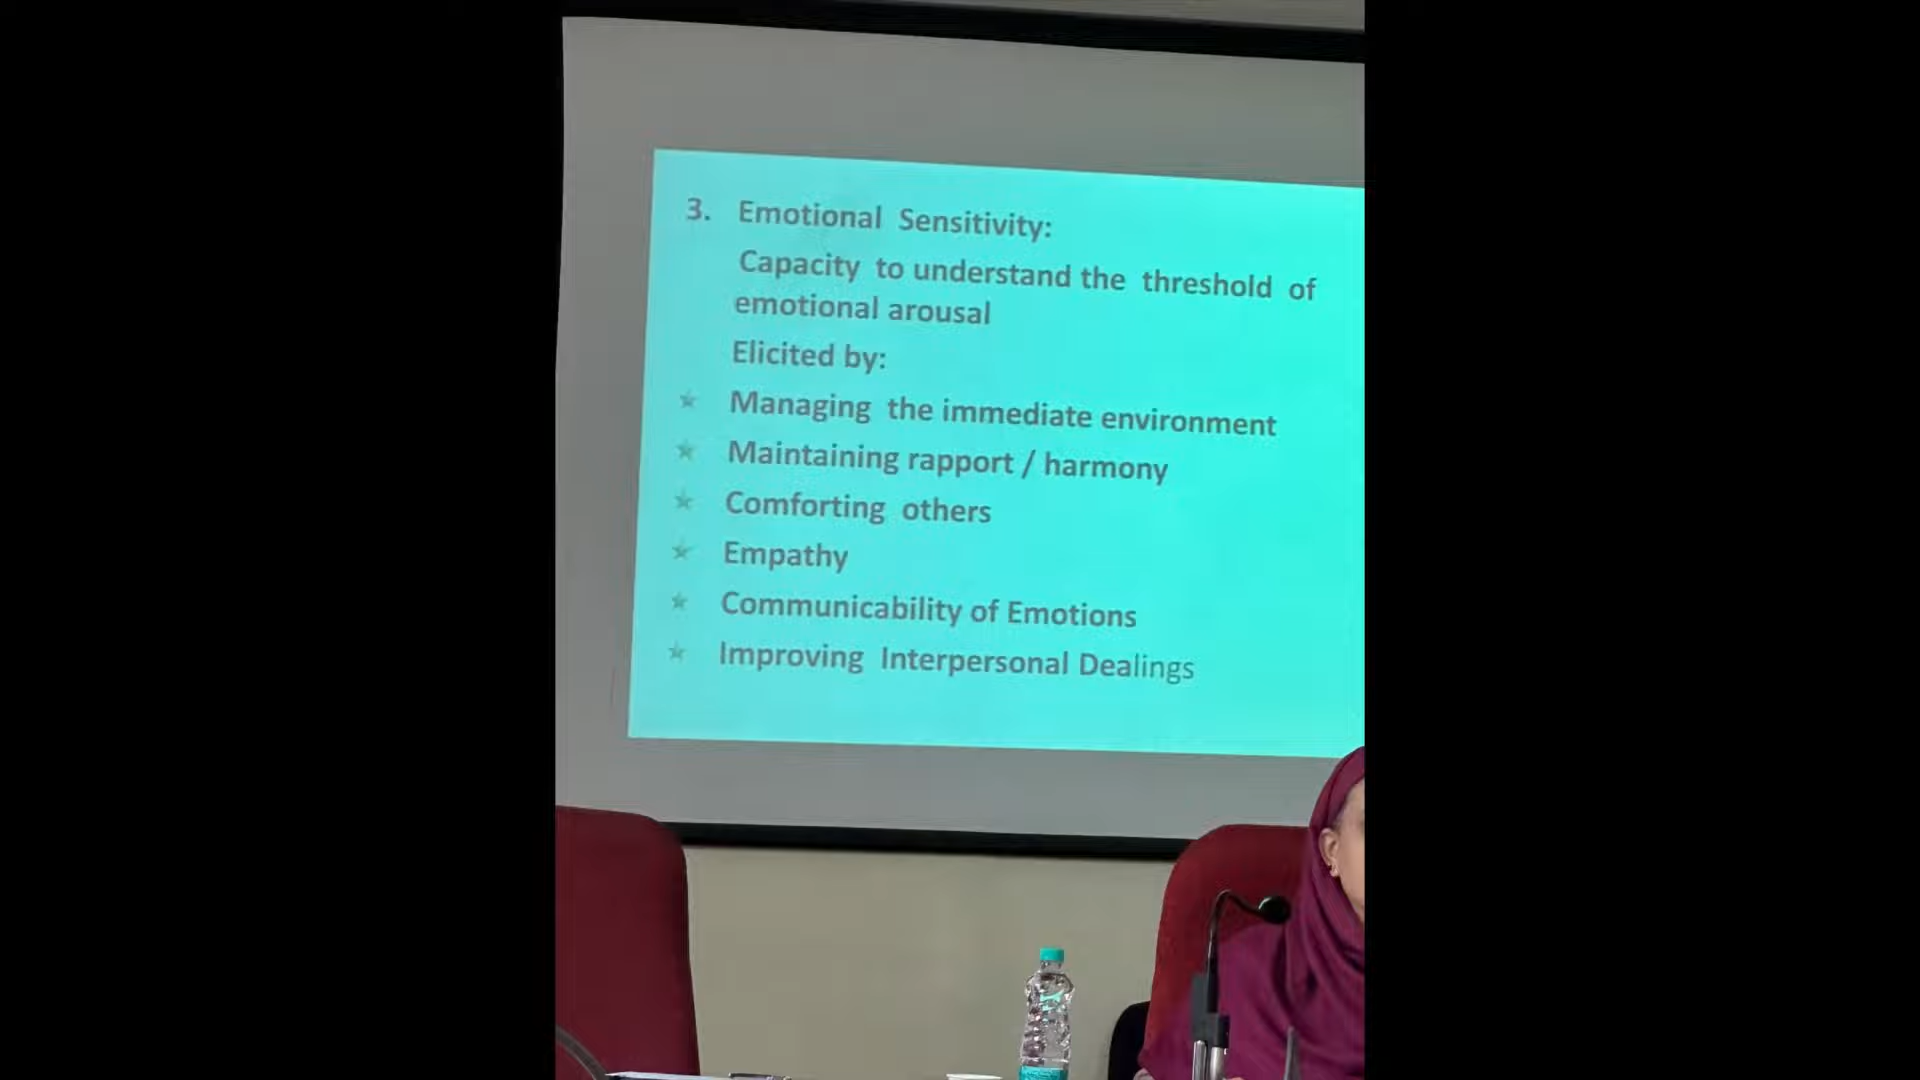 3. Emotional Sensitivity:
Capacity to understand the threshold of
emotional arousal
Elicited by:
★ Managing the immediate environment
★ Maintaining rapport / harmony
★ Comforting others
★ Empathy
★ Communicability of Emotions
★ Improving Interpersonal Dealings